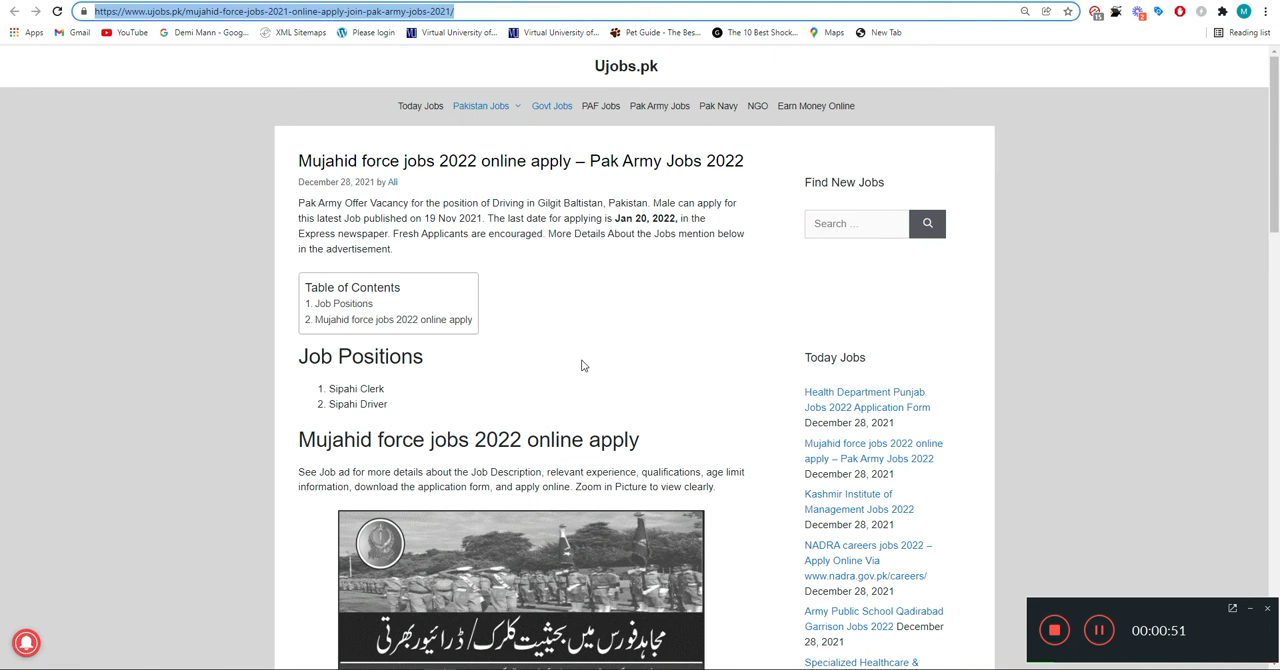 https://www.ujobs.pk/mujahid-force-jobs-2021-online-apply-join-pak-army-jobs-2021/
Apps
Gmail
YouTube
Demi Mann - Goog...
XML Sitemaps
Please login
Virtual University of...
Virtual University of...
Pet Guide - The Bes...
The 10 Best Shock...
Maps
New Tab
Reading list
Ujobs.pk
Today Jobs Pakistan Jobs Govt Jobs PAF Jobs Pak Army Jobs Pak Navy NGO Earn Money Online
Mujahid force jobs 2022 online apply – Pak Army Jobs 2022
December 28, 2021 by Ali
Pak Army Offer Vacancy for the position of Driving in Gilgit Baltistan, Pakistan. Male can apply for
this latest Job published on 19 Nov 2021. The last date for applying is Jan 20, 2022, in the
Express newspaper. Fresh Applicants are encouraged. More Details About the Jobs mention below
in the advertisement.
Table of Contents
1. Job Positions
2. Mujahid force jobs 2022 online apply
Job Positions
1. Sipahi Clerk
2. Sipahi Driver
Mujahid force jobs 2022 online apply
See Job ad for more details about the Job Description, relevant experience, qualifications, age limit
information, download the application form, and apply online. Zoom in Picture to view clearly.
مجاہد فورس میں بحیثیت کلرک/ڈرائیور بھرتی
Find New Jobs
Search ...
Today Jobs
Health Department Punjab
Jobs 2022 Application Form
December 28, 2021
Mujahid force jobs 2022 online
apply – Pak Army Jobs 2022
December 28, 2021
Kashmir Institute of
Management Jobs 2022
December 28, 2021
NADRA careers jobs 2022 –
Apply Online Via
www.nadra.gov.pk/careers/
December 28, 2021
Army Public School Qadirabad
Garrison Jobs 2022 December
28, 2021
Specialized Healthcare &
00:00:51
15
2
M